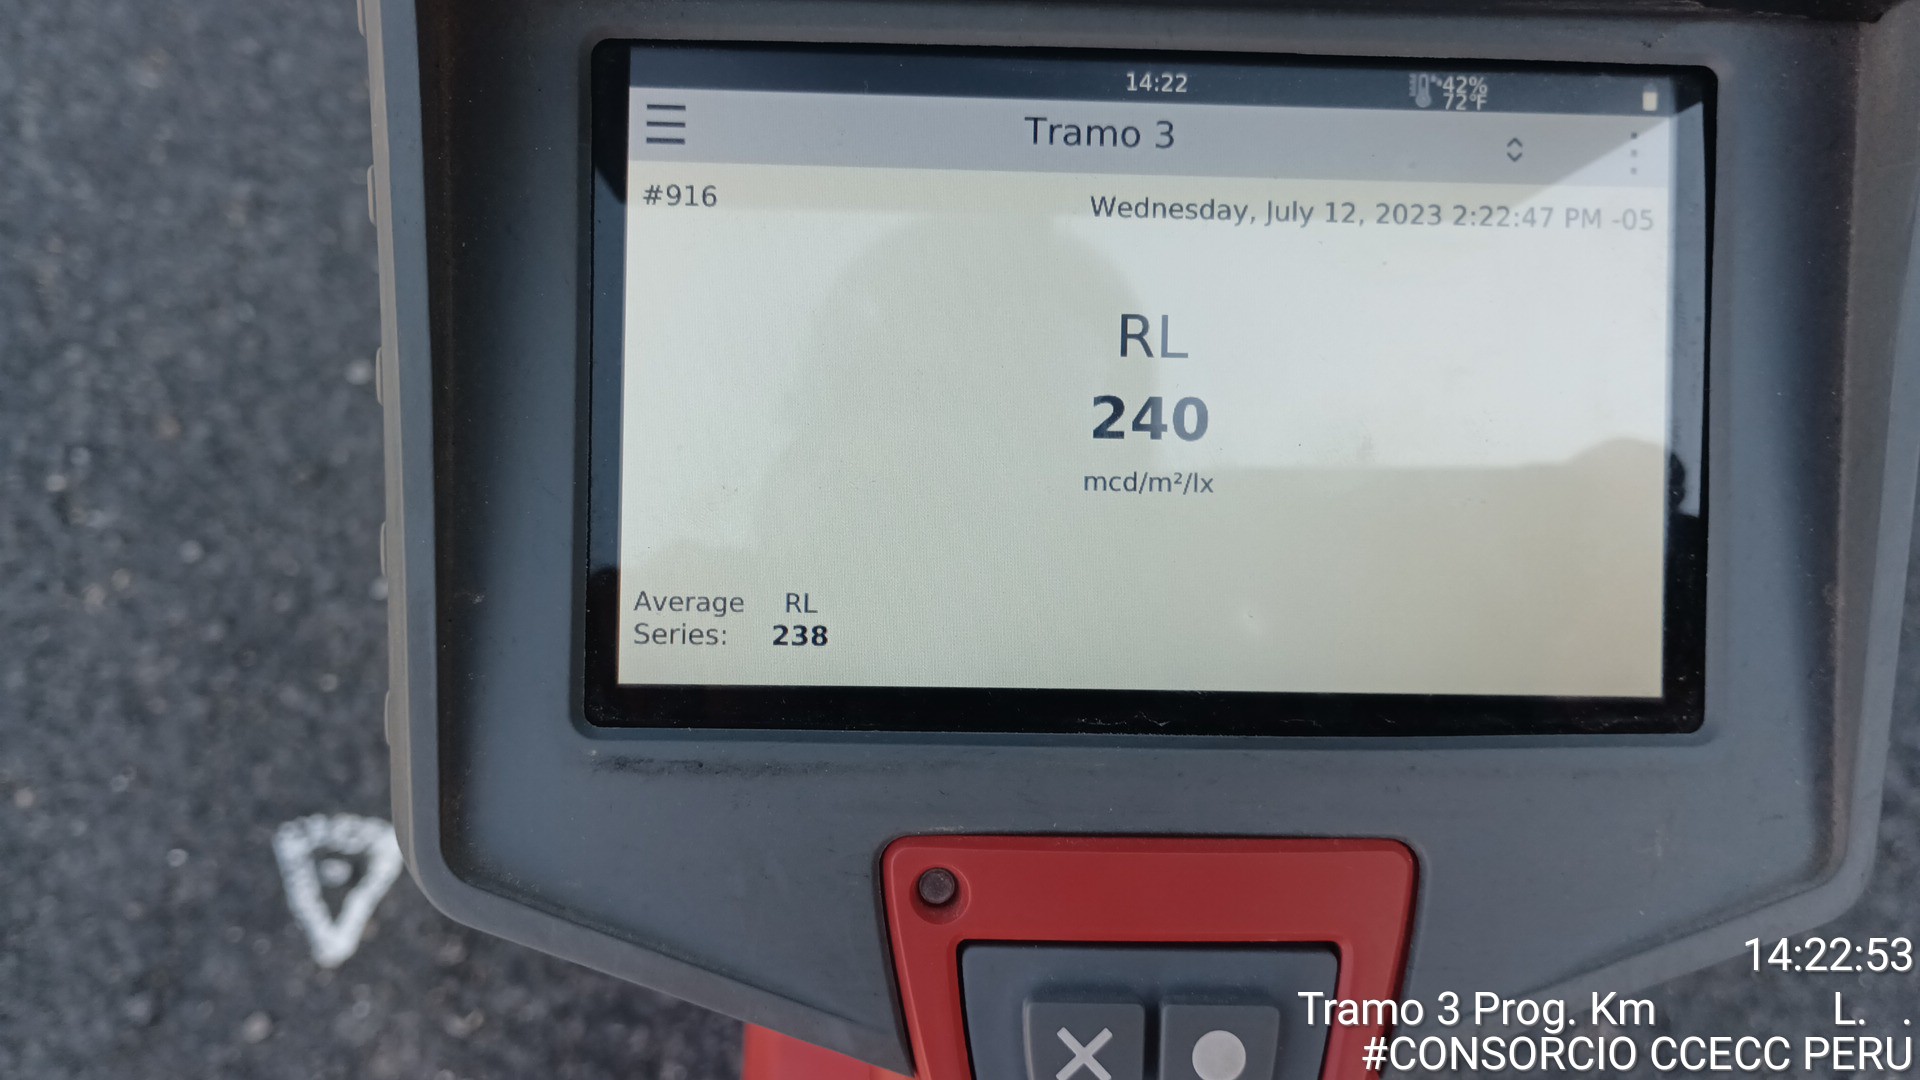 14:22
42%
72°F
Tramo 3
#916
Wednesday, July 12, 2023 2:22:47 PM -05
RL
240
mcd/m²/lx
Average RL
Series: 238
14:22:53
Tramo 3 Prog. Km L. .
#CONSORCIO CCECC PERU